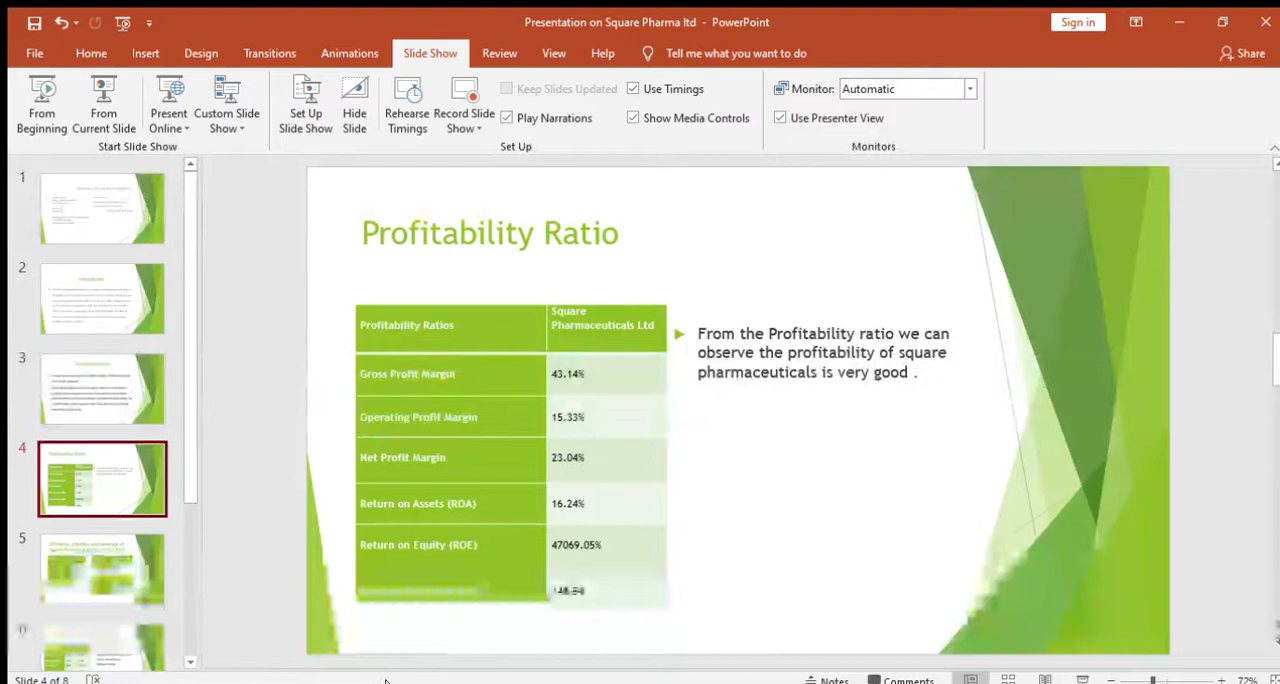 Presentation on Square Pharma ltd - PowerPoint
Sign in
File Home Insert Design Transitions Animations Slide Show Review View Help Tell me what you want to do Share
From Beginning
From Current Slide
Present Online
Custom Slide Show
Set Up Slide Show
Hide Slide
Rehearse Timings
Record Slide Show
Keep Slides Updated
Use Timings
Play Narrations
Show Media Controls
Monitor: Automatic
Use Presenter View
Start Slide Show
Set Up
Monitors
1
2
3
4
5
Profitability Ratio
Profitability Ratios
Square
Pharmaceuticals Ltd
Gross Profit Margin 43.14%
Operating Profit Margin 15.33%
Net Profit Margin 23.04%
Return on Assets (ROA) 16.24%
Return on Equity (ROE) 47069.05%
From the Profitability ratio we can
observe the profitability of square
pharmaceuticals is very good .
Slide 4 of 8
Notes
Comments
72%